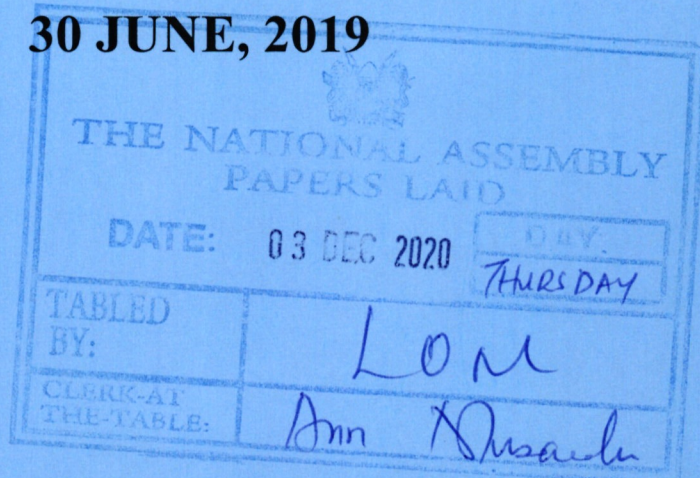 30 JUNE, 2019
THE NATIONAL ASSEMBLY
PAPERS LAID
DATE: 03 DEC 2020 DAY.
THURSDAY
TABLED
BY: LOM
CLERK-AT
THE-TABLE: Ann